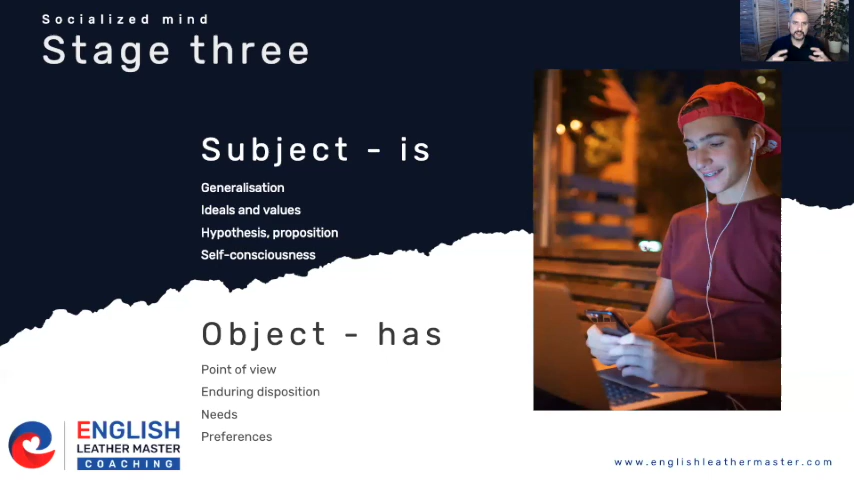 Socialized mind
Stage three
Subject - is
Generalisation
Ideals and values
Hypothesis, proposition
Self-consciousness
Object - has
Point of view
Enduring disposition
Needs
Preferences
ENGLISH
LEATHER MASTER
COACHING
www.englishleathermaster.com